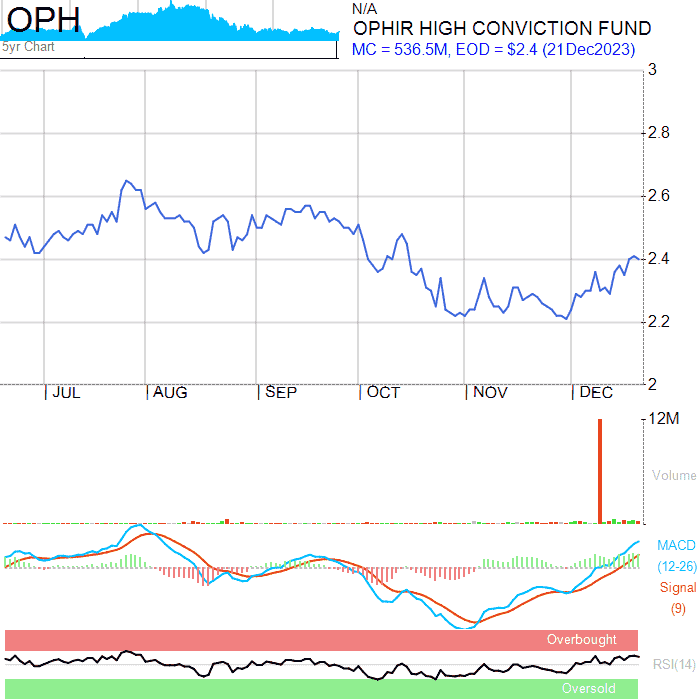 OPH
5yr Chart
N/A
OPHIR HIGH CONVICTION FUND
MC = 536.5M, EOD = $2.4 (21Dec2023)
3
2.8
2.6
2.4
2.2
2
JUL AUG SEP OCT NOV DEC
12M
Volume
MACD
(12-26)
Signal
(9)
Overbought
RSI(14)
Oversold